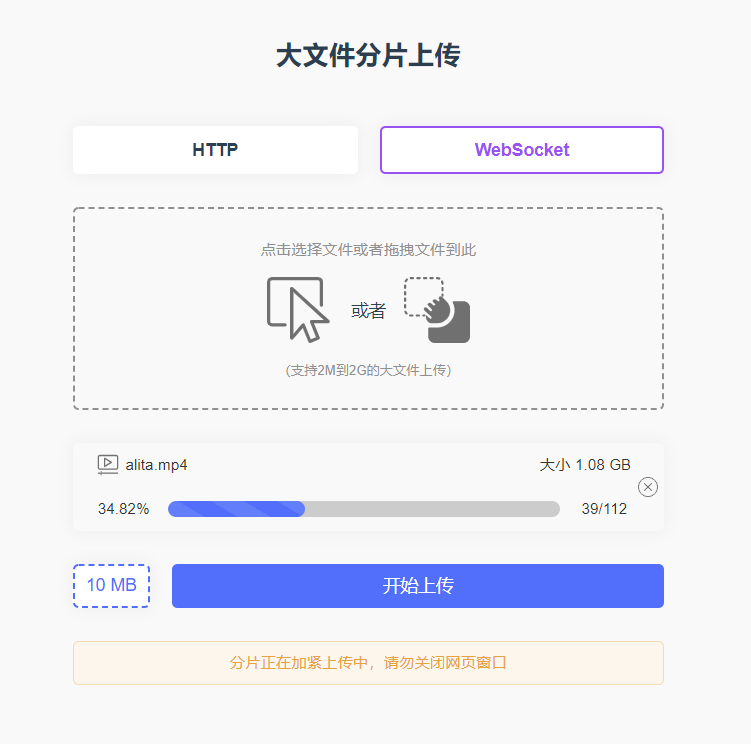 大文件分片上传
HTTP
WebSocket
点击选择文件或者拖拽文件到此
或者
(支持2M到2G的大文件上传)
alita.mp4
大小 1.08 GB
34.82%
39/112
10 MB
开始上传
分片正在加紧上传中，请勿关闭网页窗口